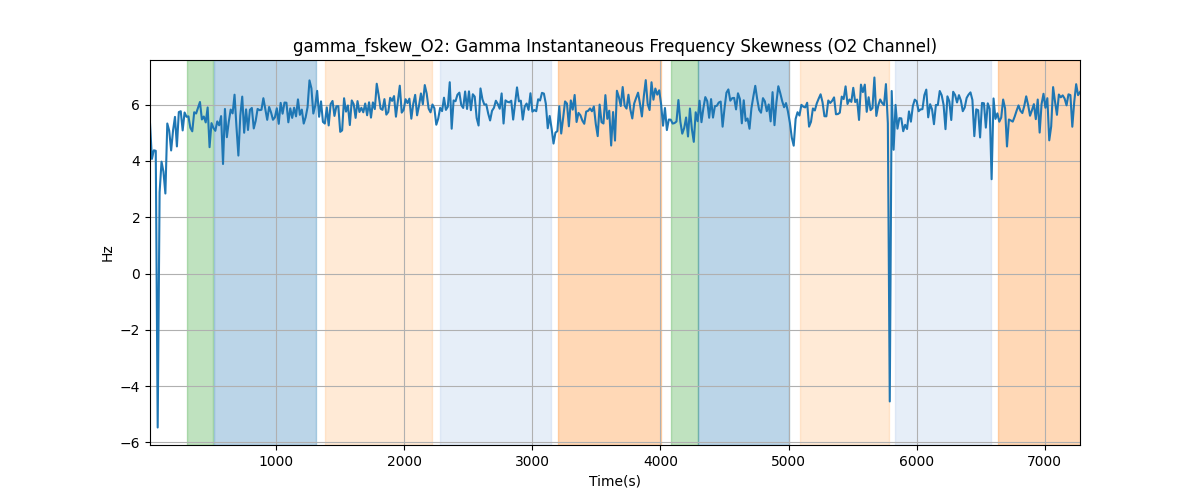 gamma_fskew_O2: Gamma Instantaneous Frequency Skewness (O2 Channel)
6
4
2
0
−2
−4
−6
Hz
1000 2000 3000 4000 5000 6000 7000
Time(s)